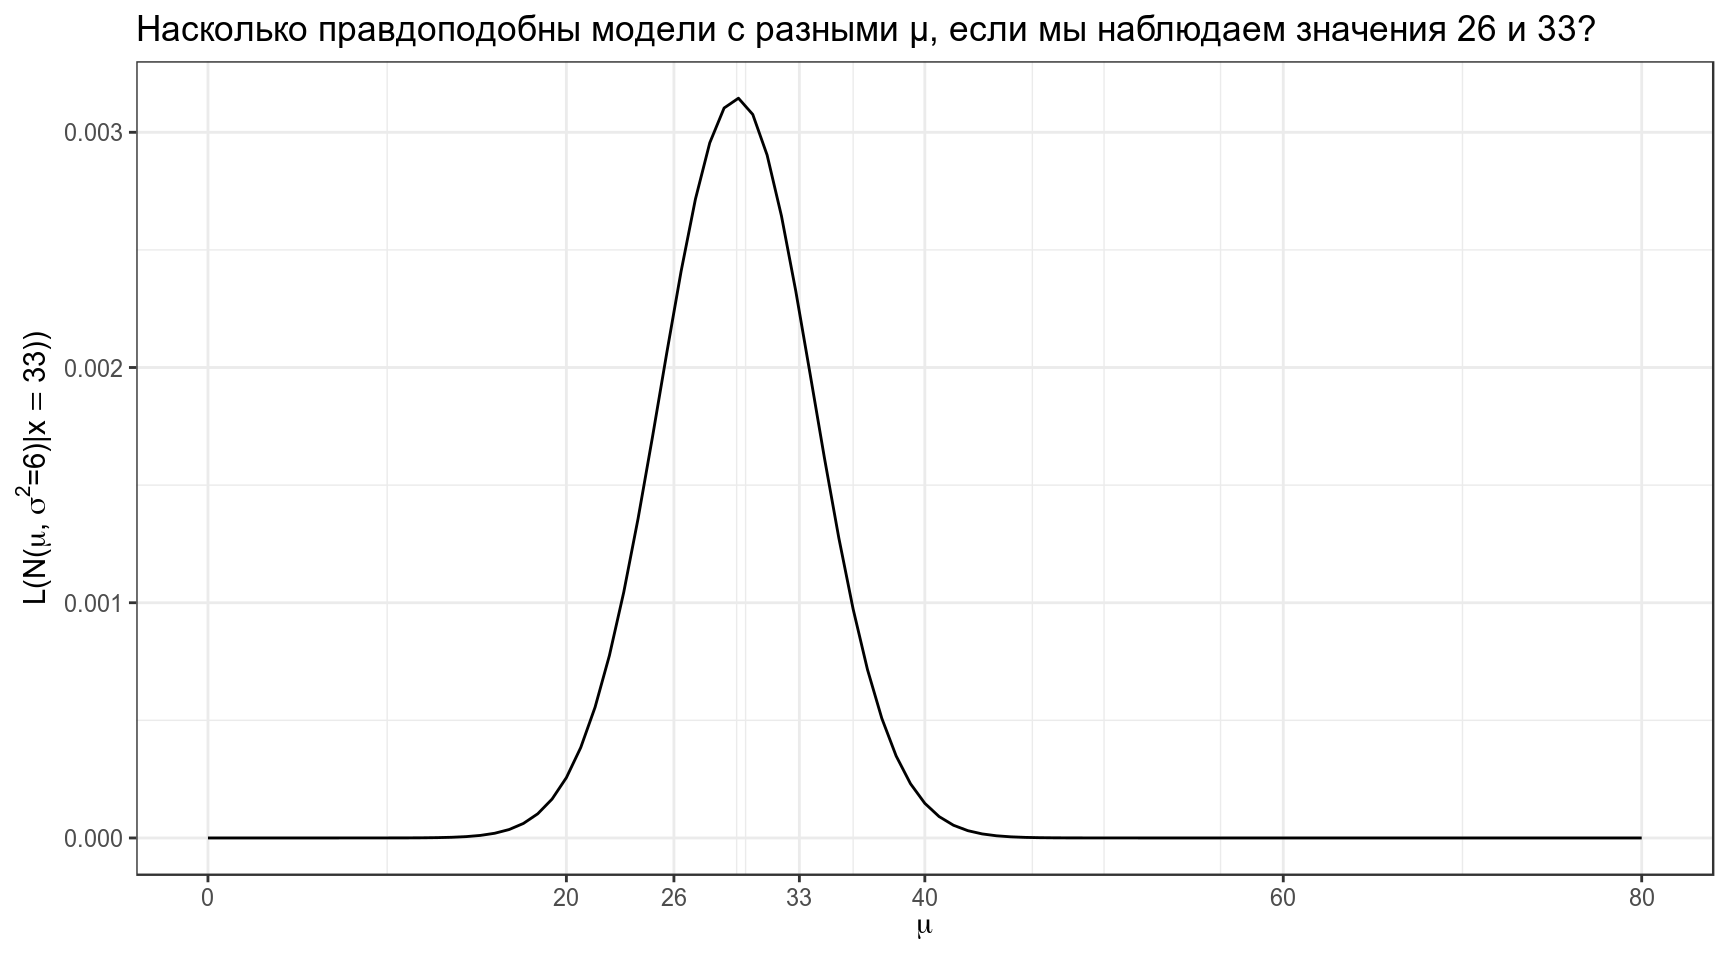 Насколько правдоподобны модели с разными μ, если мы наблюдаем значения 26 и 33?
L(N(μ, σ²=6)|x = 33))
0.003
0.002
0.001
0.000
0 20 26 33 40 60 80
μ